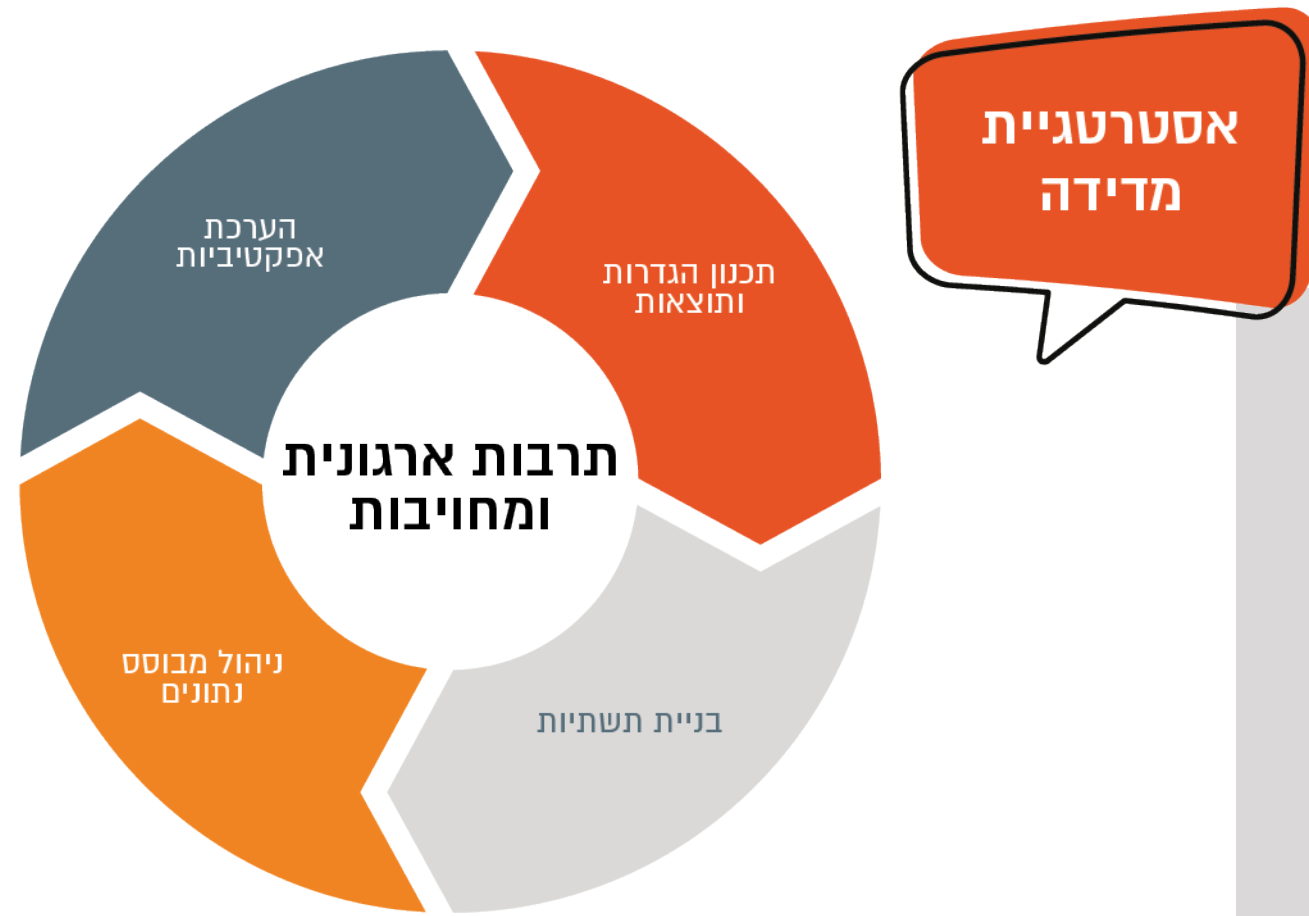 אסטרטגיית
מדידה
תכנון הגדרות
ותוצאות
בניית תשתיות
ניהול מבוסס
נתונים
הערכת
אפקטיביות
תרבות ארגונית
ומחויבות